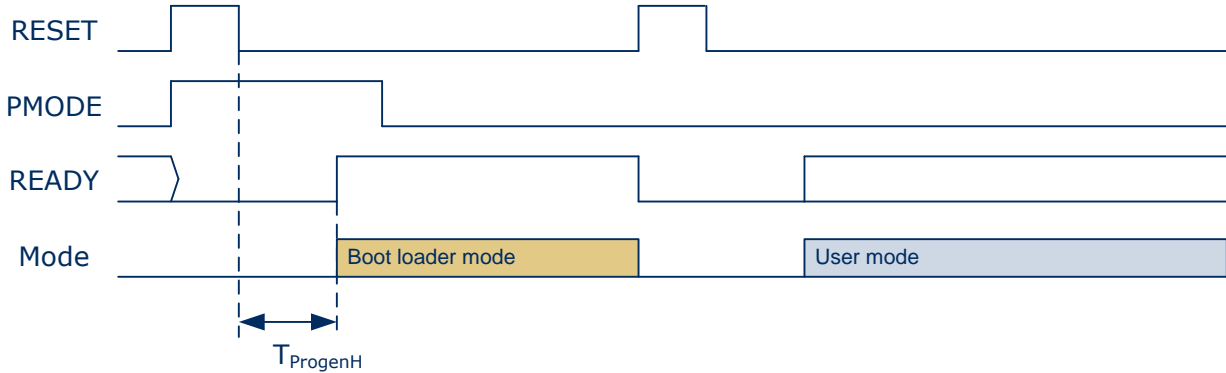 RESET
PMODE
READY
Mode
Boot loader mode
User mode
TProgenH